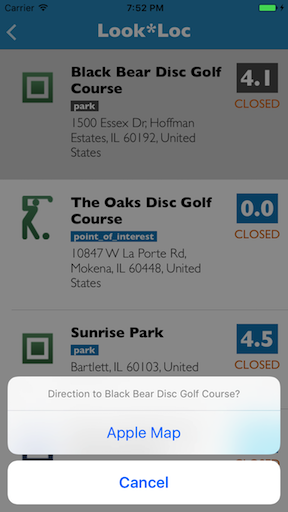 Carrier 7:52 PM
Look*Loc
Black Bear Disc Golf
Course
park
1500 Essex Dr, Hoffman
Estates, IL 60192, United
States
4.1
CLOSED
The Oaks Disc Golf
Course
point_of_interest
10847 W La Porte Rd,
Mokena, IL 60448, United
States
0.0
CLOSED
Sunrise Park
park
Bartlett, IL 60103, United
4.5
CLOSED
Direction to Black Bear Disc Golf Course?
Apple Map
CLOSED
Cancel